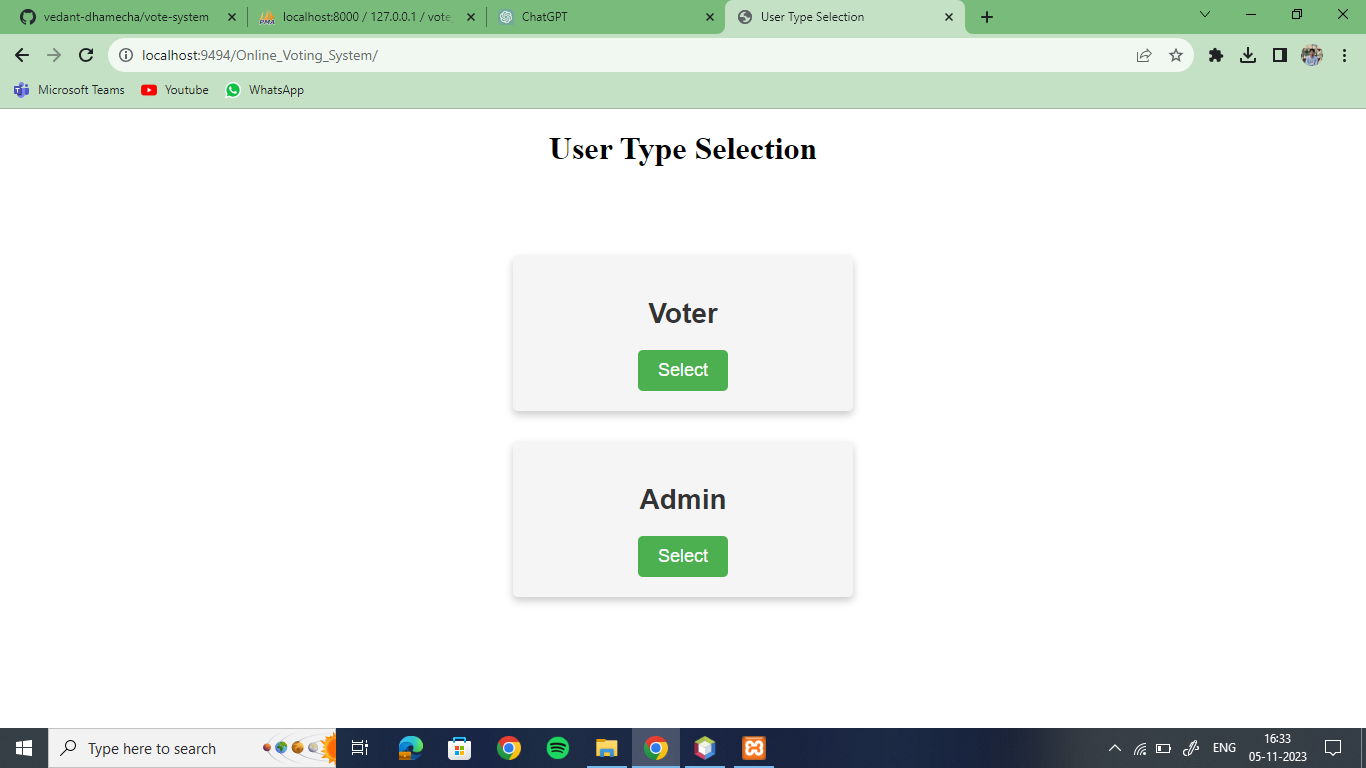 vedant-dhamecha/vote-system
localhost:8000 / 127.0.0.1 / vote_
ChatGPT
User Type Selection
localhost:9494/Online_Voting_System/
Microsoft Teams
Youtube
WhatsApp
User Type Selection
Voter
Select
Admin
Select
Type here to search
ENG
16:33
05-11-2023